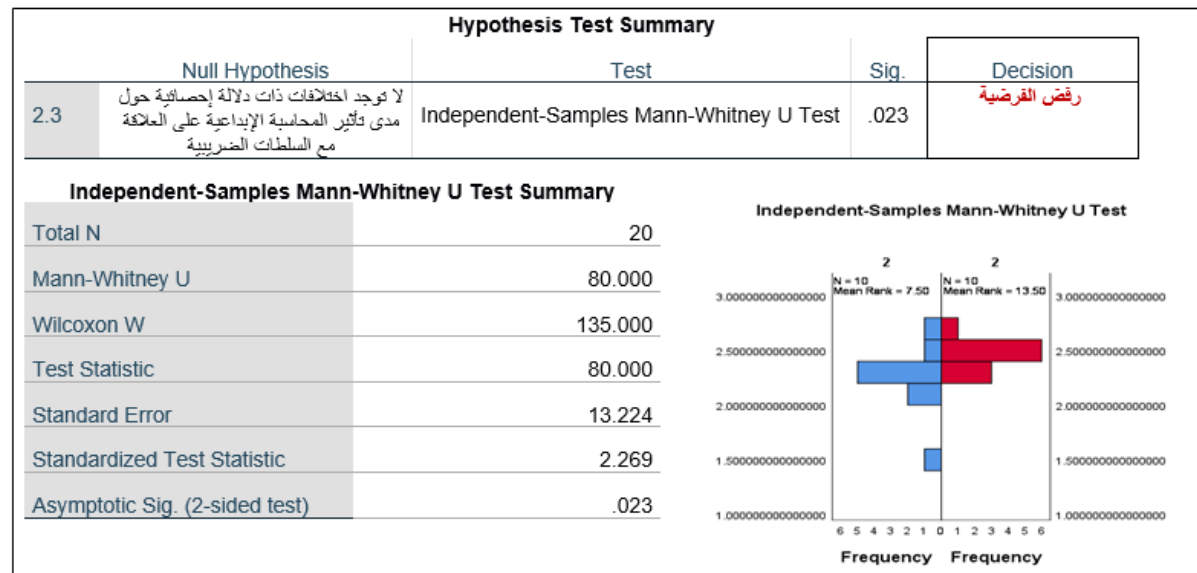 Hypothesis Test Summary
Null Hypothesis Test Sig. Decision
2.3 لا توجد اختلافات ذات دلالة إحصائية حول Independent-Samples Mann-Whitney U Test .023 رفض الفرضية
مدى تأثير المحاسبة الإبداعية على العلاقة
مع السلطات الضريبية
Independent-Samples Mann-Whitney U Test Summary
Total N 20
Mann-Whitney U 80.000
Wilcoxon W 135.000
Test Statistic 80.000
Standard Error 13.224
Standardized Test Statistic 2.269
Asymptotic Sig. (2-sided test) .023
Independent-Samples Mann-Whitney U Test
2 2
N = 10 N = 10
Mean Rank = 7.50 Mean Rank = 13.50
3.000000000000000 3.000000000000000
2.500000000000000 2.500000000000000
2.000000000000000 2.000000000000000
1.500000000000000 1.500000000000000
1.000000000000000 1.000000000000000
6 5 4 3 2 1 0 1 2 3 4 5 6
Frequency Frequency